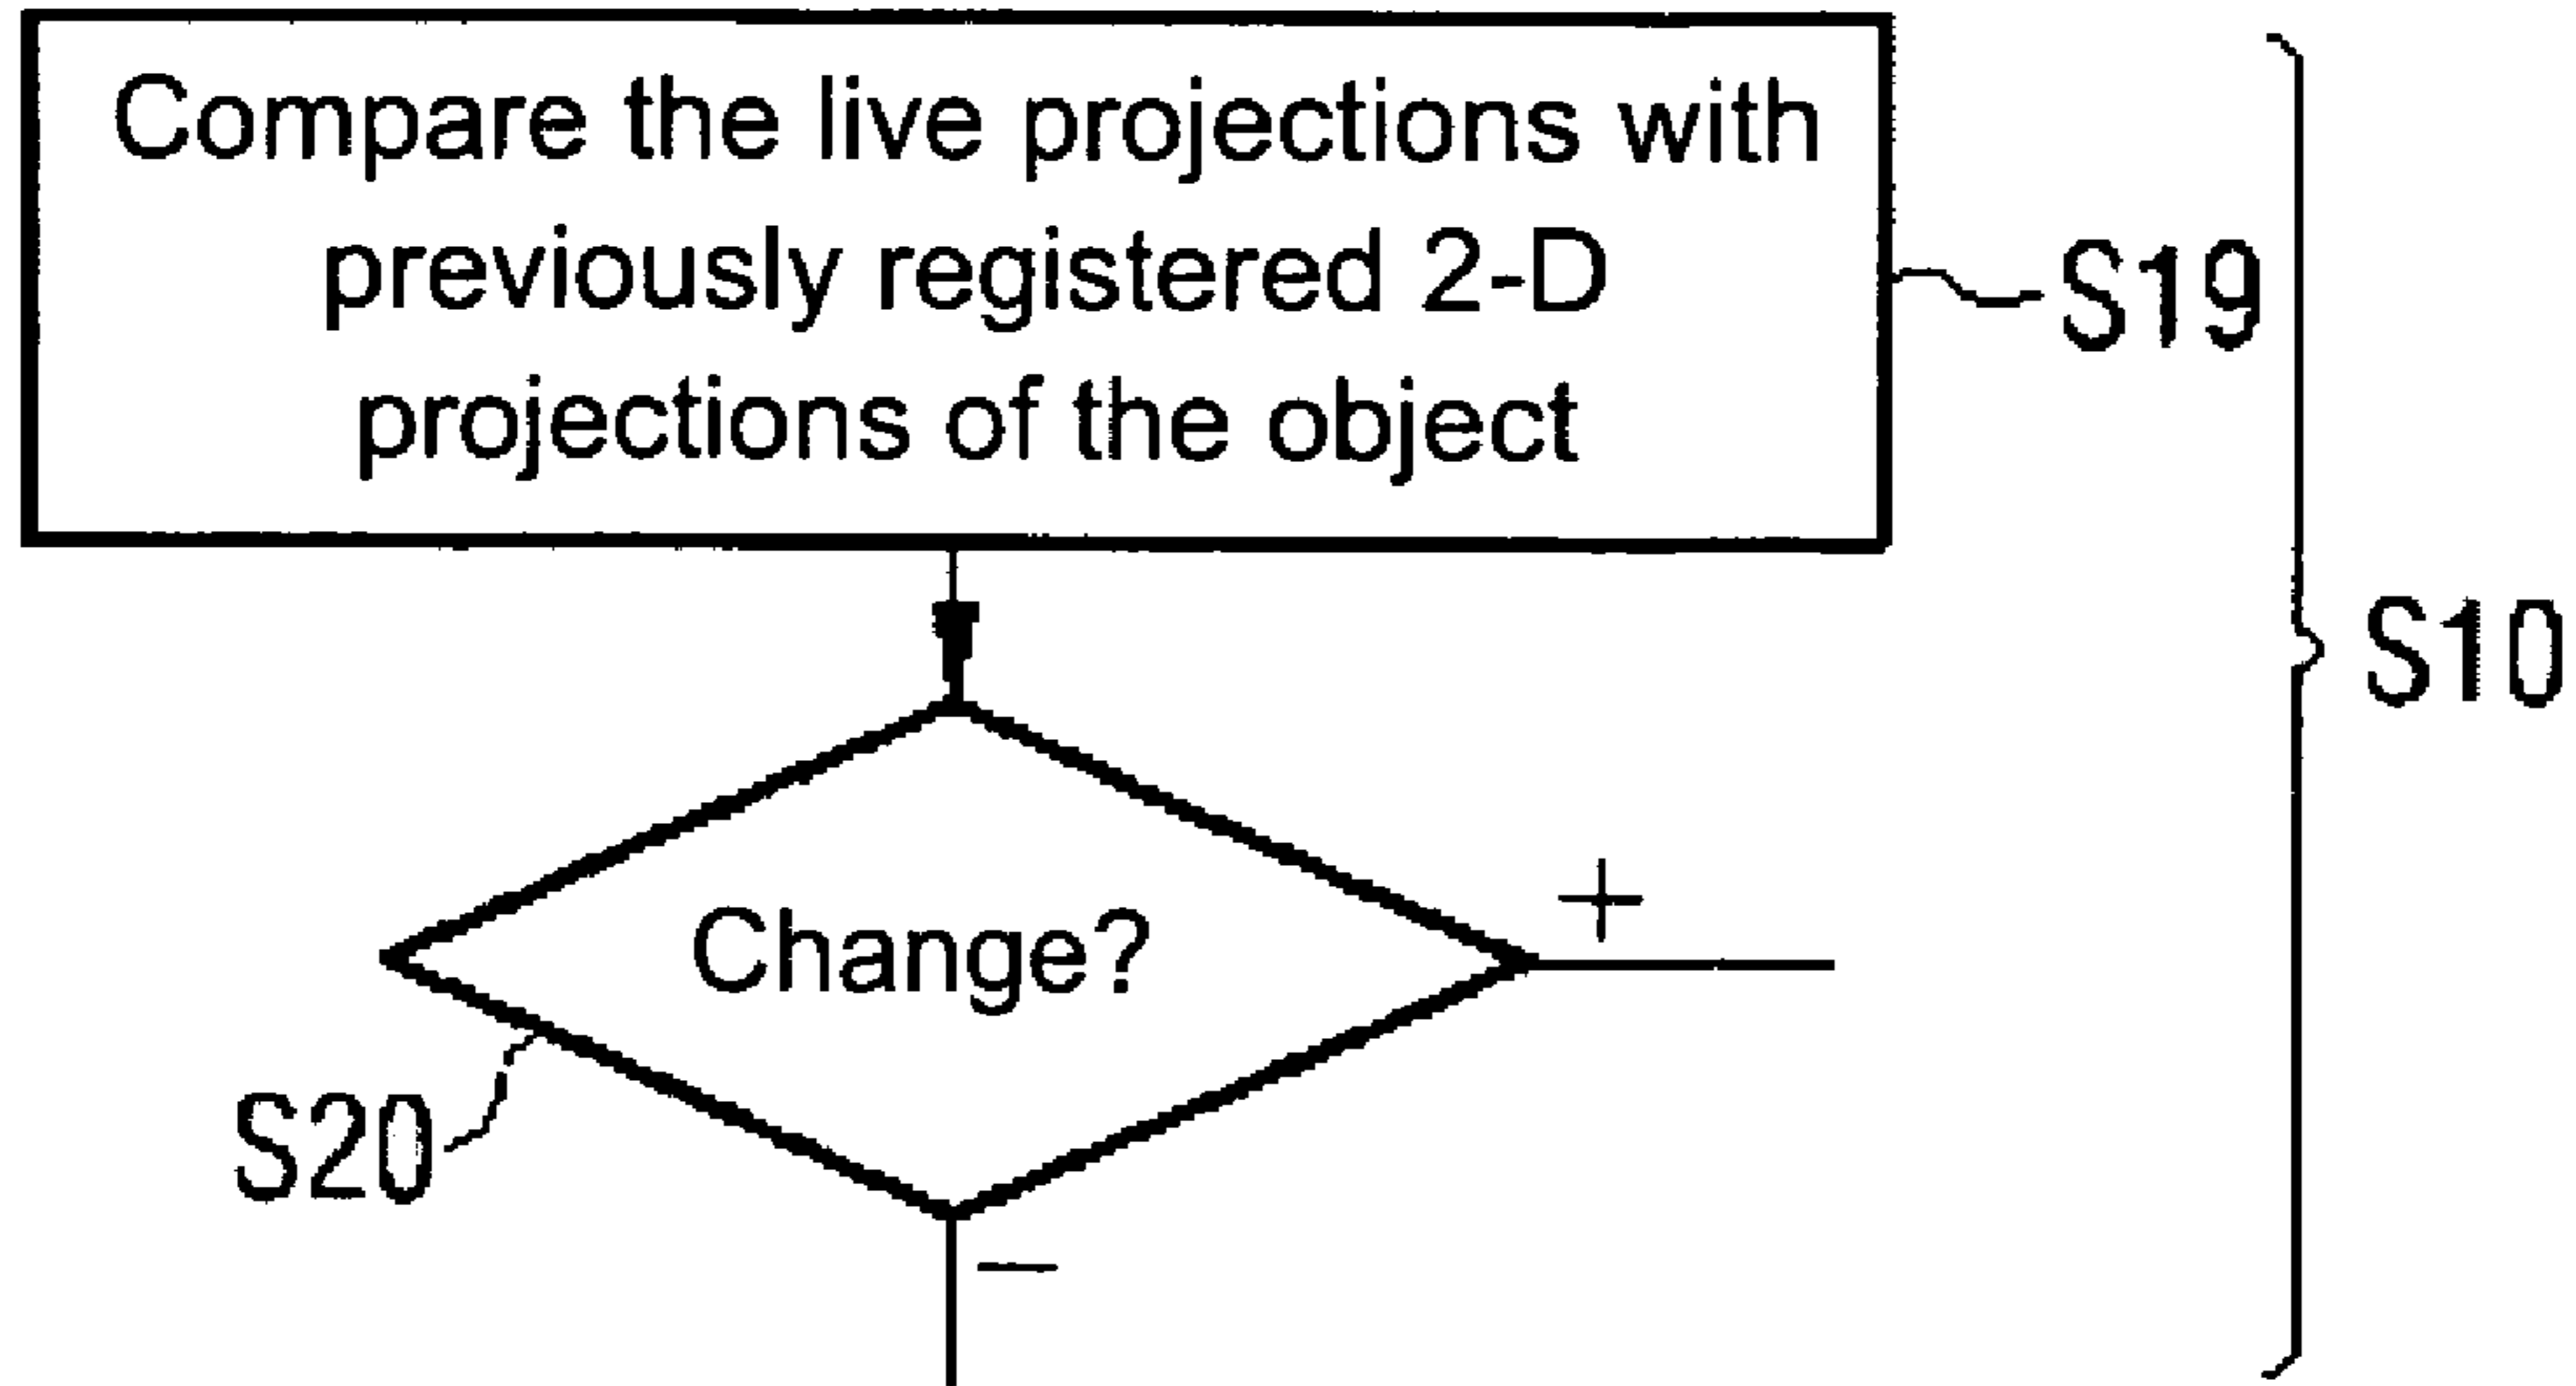 Compare the live projections with
previously registered 2-D
projections of the object
S19
S10
Change?
+
S20
–